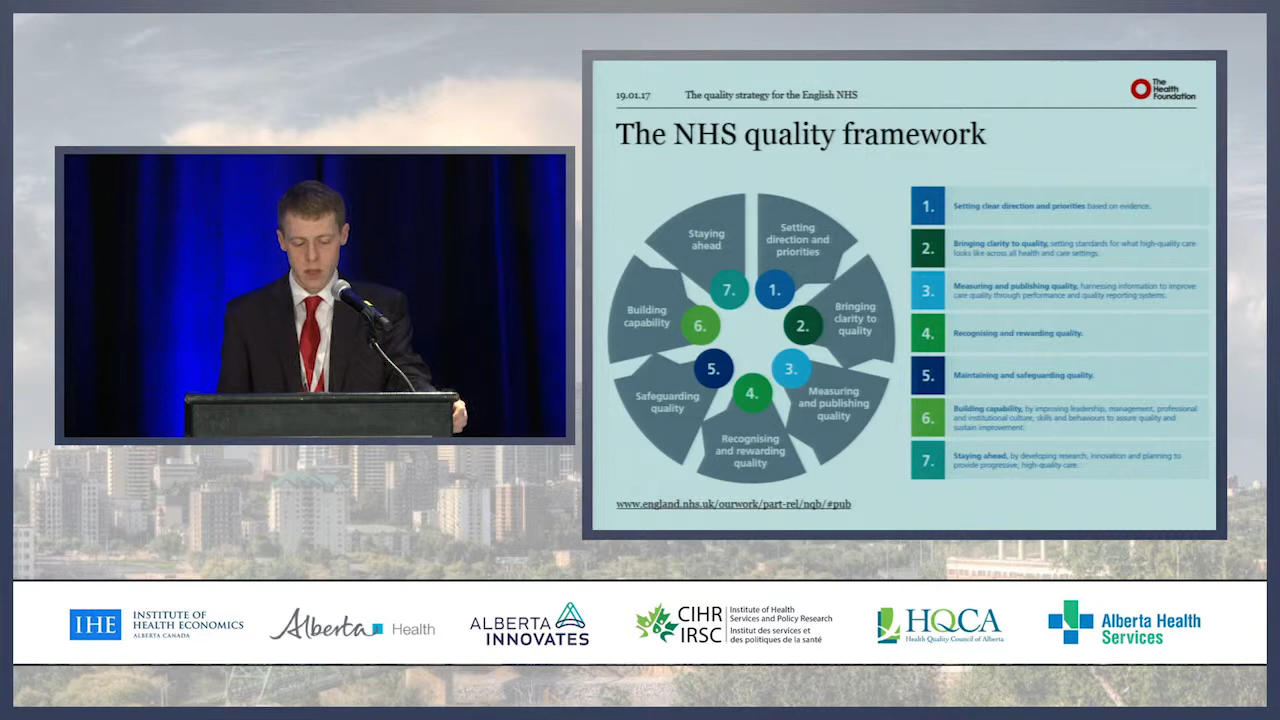 19.01.17 The quality strategy for the English NHS
The
Health
Foundation
The NHS quality framework
Staying
ahead
Setting
direction and
priorities
Building
capability
Bringing
clarity to
quality
Safeguarding
quality
Measuring
and publishing
quality
Recognising
and rewarding
quality
7.
1.
6.
2.
5.
3.
4.
1. Setting clear direction and priorities based on evidence.
2. Bringing clarity to quality, setting standards for what high-quality care
looks like across all health and care settings.
3. Measuring and publishing quality, harnessing information to improve
care quality through performance and quality reporting systems.
4. Recognising and rewarding quality.
5. Maintaining and safeguarding quality.
6. Building capability, by improving leadership, management, professional
and institutional culture, skills and behaviours to assure quality and
sustain improvement.
7. Staying ahead, by developing research, innovation and planning to
provide progressive, high-quality care.
www.england.nhs.uk/ourwork/part-rel/nqb/#pub
IHE
INSTITUTE OF
HEALTH ECONOMICS
ALBERTA CANADA
Alberta Health
ALBERTA
INNOVATES
CIHR
IRSC
Institute of Health
Services and Policy Research
Institut des services et
des politiques de la santé
HQCA
Health Quality Council of Alberta
Alberta Health
Services